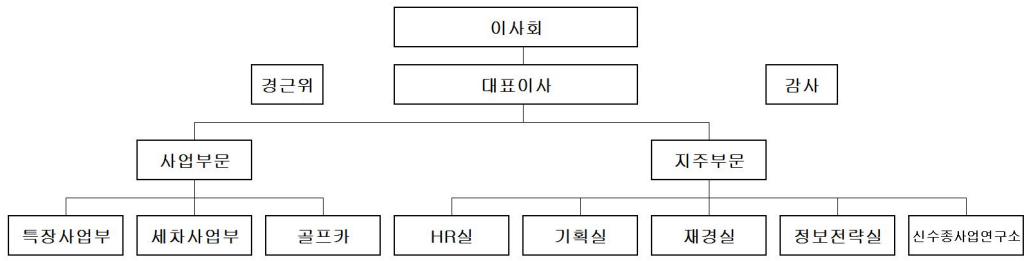 이사회
경근위
대표이사
감사
사업부문
지주부문
특장사업부
세차사업부
골프카
HR실
기획실
재경실
정보전략실
신수종사업연구소